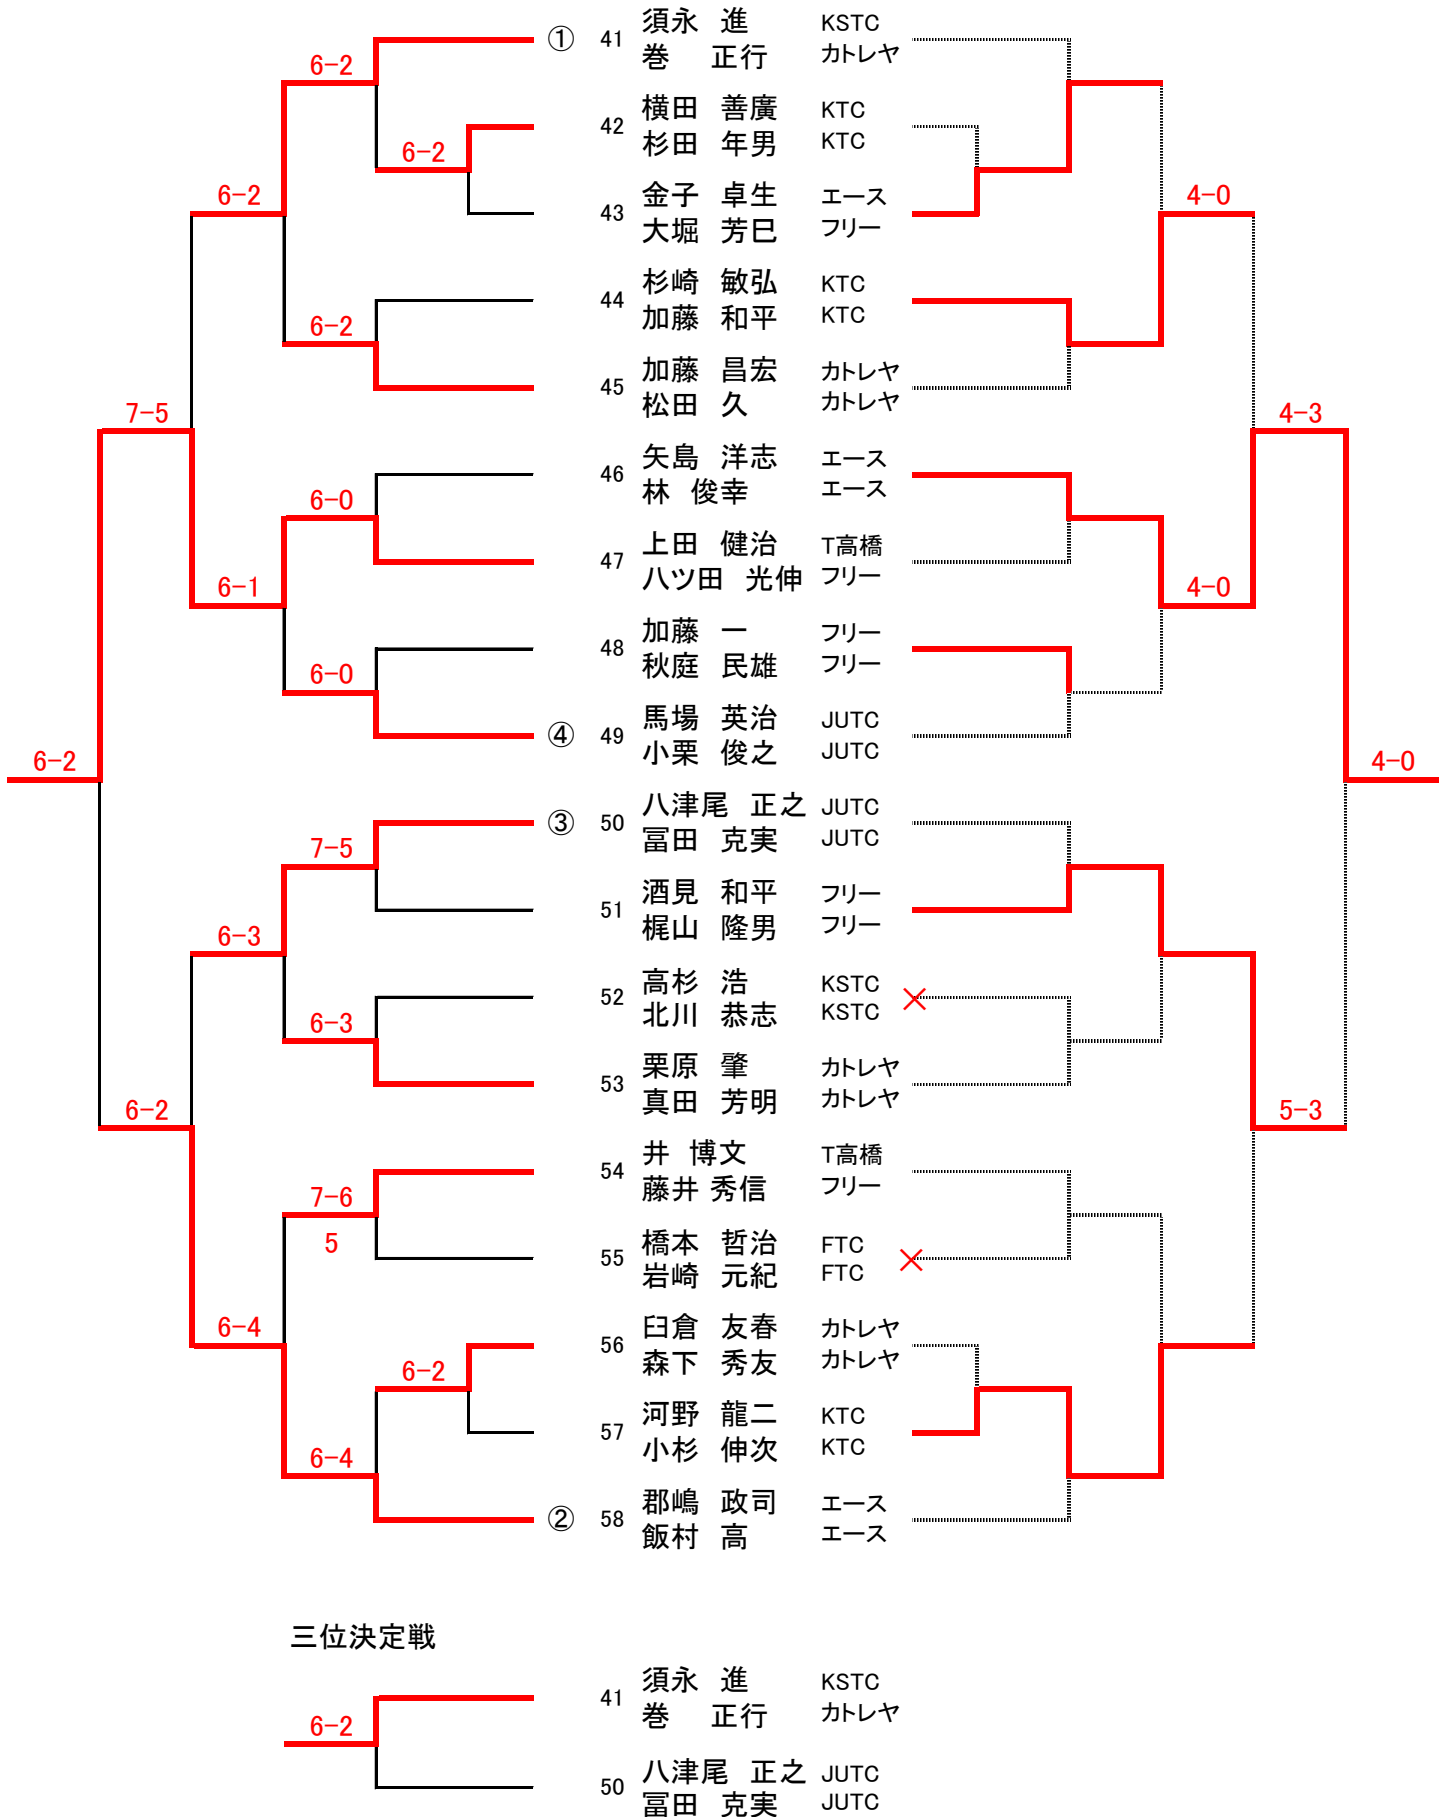 ① 41 須永 進 KSTC
巻 正行 カトレヤ
6-2
42 横田 善廣 KTC
杉田 年男 KTC
6-2
6-2 43 金子 卓生 エース 4-0
大堀 芳巳 フリー
44 杉崎 敏弘 KTC
加藤 和平 KTC
6-2
45 加藤 昌宏 カトレヤ
松田 久 カトレヤ
7-5 4-3
46 矢島 洋志 エース
林 俊幸 エース
6-0
47 上田 健治 T高橋
八ツ田 光伸 フリー
6-1 4-0
48 加藤 一 フリー
秋庭 民雄 フリー
6-0
④ 49 馬場 英治 JUTC
小栗 俊之 JUTC
6-2 4-0
③ 50 八津尾 正之 JUTC
冨田 克実 JUTC
7-5
51 酒見 和平 フリー
梶山 隆男 フリー
6-3
52 高杉 浩 KSTC
北川 恭志 KSTC
6-3
53 栗原 肇 カトレヤ
真田 芳明 カトレヤ
6-2 5-3
54 井 博文 T高橋
藤井 秀信 フリー
7-6
5
55 橋本 哲治 FTC
岩崎 元紀 FTC
6-4
56 臼倉 友春 カトレヤ
森下 秀友 カトレヤ
6-2
57 河野 龍二 KTC
小杉 伸次 KTC
6-4
② 58 郡嶋 政司 エース
飯村 高 エース
三位決定戦
41 須永 進 KSTC
巻 正行 カトレヤ
6-2
50 八津尾 正之 JUTC
冨田 克実 JUTC